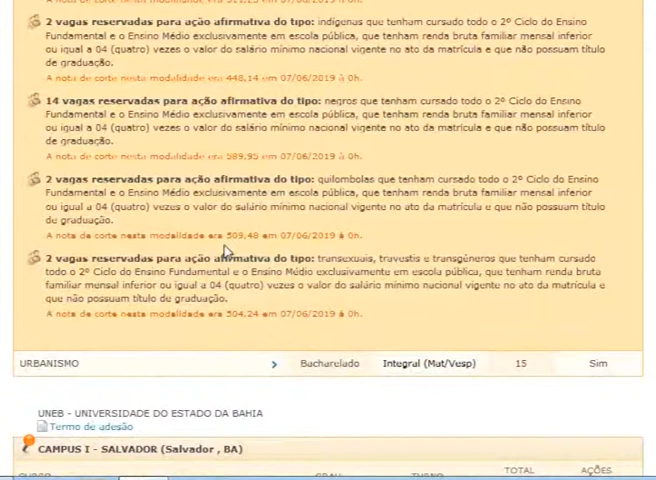 2 vagas reservadas para ação afirmativa do tipo: indígenas que tenham cursado todo o 2º Ciclo do Ensino
Fundamental e o Ensino Médio exclusivamente em escola pública, que tenham renda bruta familiar mensal inferior
ou igual a 04 (quatro) vezes o valor do salário mínimo nacional vigente no ato da matrícula e que não possuam título
de graduação.
A nota de corte nesta modalidade era 448,14 em 07/06/2019 à 0h.
14 vagas reservadas para ação afirmativa do tipo: negros que tenham cursado todo o 2º Ciclo do Ensino
Fundamental e o Ensino Médio exclusivamente em escola pública, que tenham renda bruta familiar mensal inferior
ou igual a 04 (quatro) vezes o valor do salário mínimo nacional vigente no ato da matrícula e que não possuam título
de graduação.
A nota de corte nesta modalidade era 589,95 em 07/06/2019 à 0h.
2 vagas reservadas para ação afirmativa do tipo: quilombolas que tenham cursado todo o 2º Ciclo do Ensino
Fundamental e o Ensino Médio exclusivamente em escola pública, que tenham renda bruta familiar mensal inferior
ou igual a 04 (quatro) vezes o valor do salário mínimo nacional vigente no ato da matrícula e que não possuam título
de graduação.
A nota de corte nesta modalidade era 509,48 em 07/06/2019 à 0h.
2 vagas reservadas para ação afirmativa do tipo: transexuais, travestis e transgêneros que tenham cursado
todo o 2º Ciclo do Ensino Fundamental e o Ensino Médio exclusivamente em escola pública, que tenham renda bruta
familiar mensal inferior ou igual a 04 (quatro) vezes o valor do salário mínimo nacional vigente no ato da matrícula e
que não possuam título de graduação.
A nota de corte nesta modalidade era 504,24 em 07/06/2019 à 0h.
URBANISMO Bacharelado Integral (Mat/Vesp) 15 Sim
UNEB - UNIVERSIDADE DO ESTADO DA BAHIA
Termo de adesão
CAMPUS I - SALVADOR (Salvador , BA)
TOTAL AÇÕES